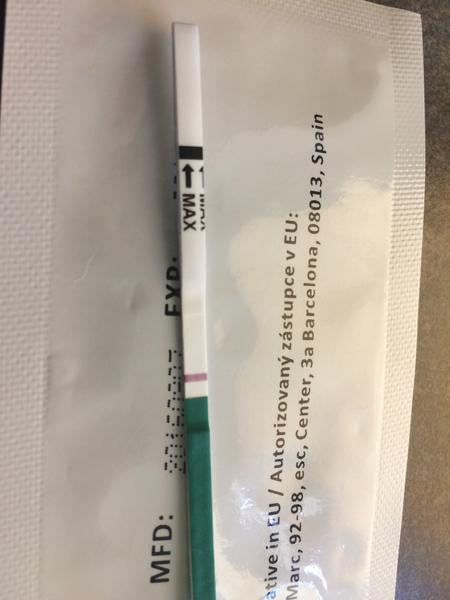 MAX
MFD:
EXP:
ative in EU / Autorizovaný zástupce v EU:
Marc, 92-98, esc, Center, 3a Barcelona, 08013, Spain